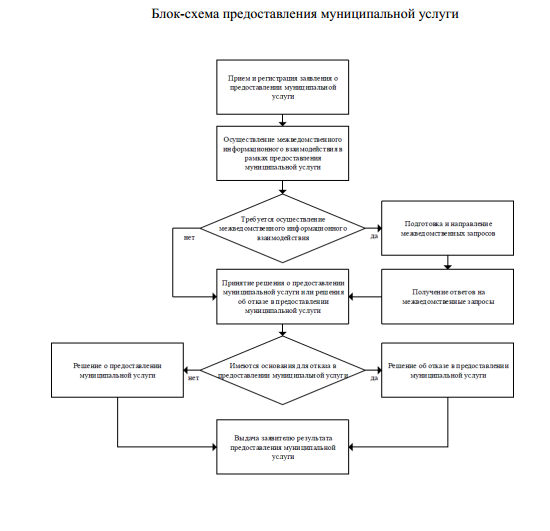 Блок-схема предоставления муниципальной услуги
Прием и регистрация заявления о
предоставлении муниципальной
услуги
Осуществление межведомственного
информационного взаимодействия в
рамках предоставления
муниципальной услуги
Требуется осуществление
межведомственного информационного
взаимодействия
нет
да
Подготовка и направление
межведомственных запросов
Принятие решения о предоставлении
муниципальной услуги или решения
об отказе в предоставлении
муниципальной услуги
Получение ответов на
межведомственные запросы
Решение о предоставлении
муниципальной услуги
Имеются основания для отказа в
предоставлении муниципальной услуги
нет
да
Решение об отказе в предоставлении
муниципальной услуги
Выдача заявителю результата
предоставления муниципальной
услуги